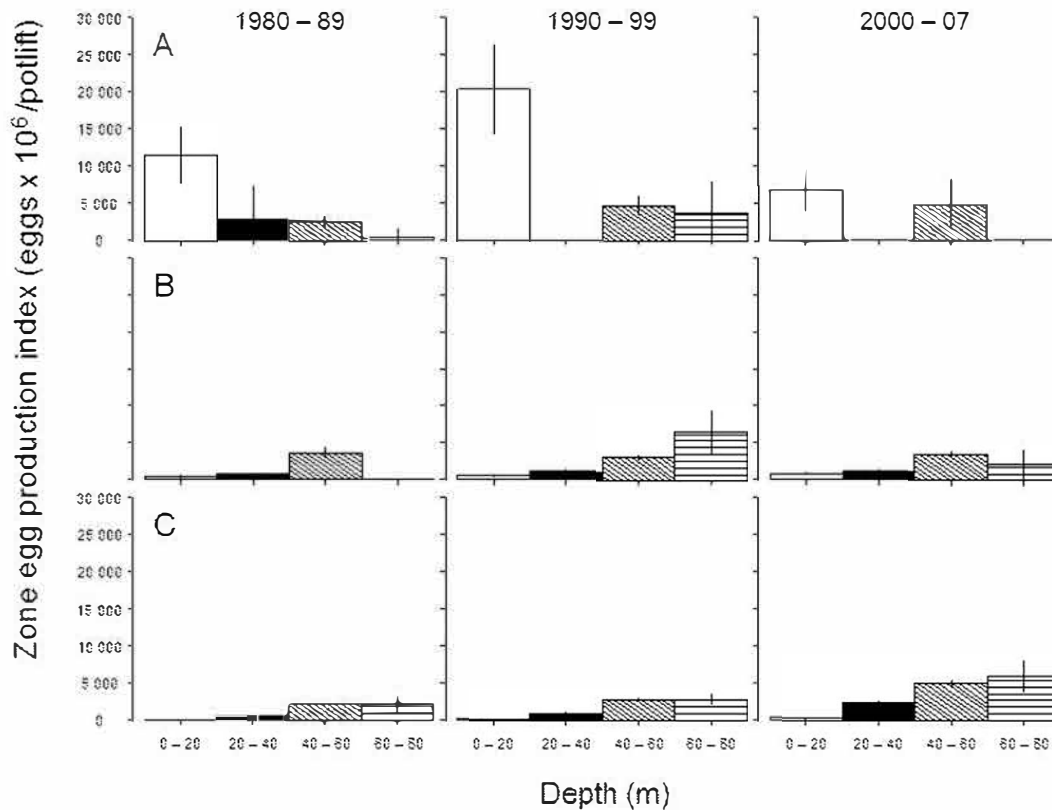 1980 – 89
1990 – 99
2000 – 07
Zone egg production index (eggs x 10⁶/potlift)
A
30 000
25 000
20 000
15 000
10 000
5 000
0
B
C
30 000
25 000
20 000
15 000
10 000
5 000
0
0 – 20
20 – 40
40 – 60
60 – 80
0 – 20
20 – 40
40 – 60
60 – 80
0 – 20
20 – 40
40 – 60
60 – 80
Depth (m)